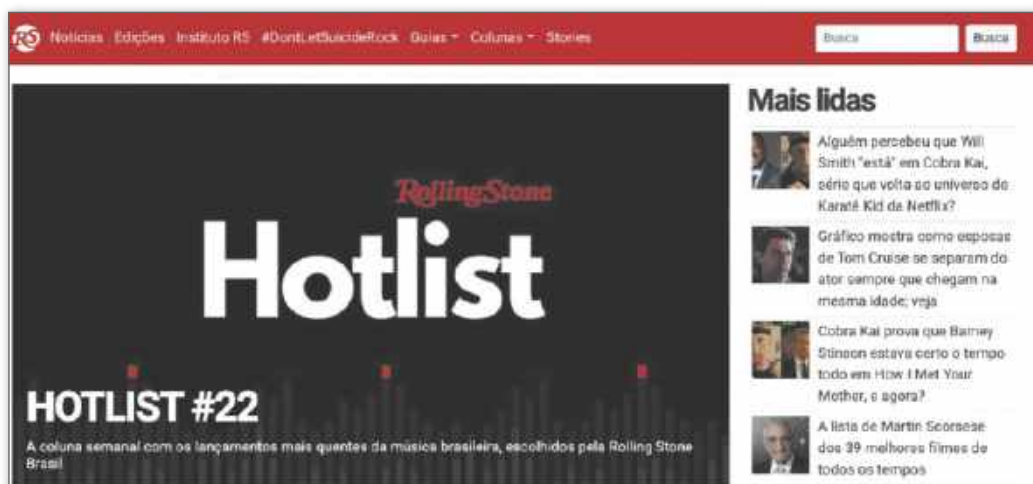 RS Notícias Edições Instituto RS #DontLetSuicideRock Guias Colunas Stories
Busca Busca
RollingStone
Hotlist
HOTLIST #22
A coluna semanal com os lançamentos mais quentes da música brasileira, escolhidos pela Rolling Stone
Brasil
Mais lidas
Alguém percebeu que Will
Smith "está" em Cobra Kai,
série que volta ao universo de
Karatê Kid da Netflix?
Gráfico mostra como esposas
de Tom Cruise se separam do
ator sempre que chegam na
mesma idade; veja
Cobra Kai prova que Barney
Stinson estava certo o tempo
todo em How I Met Your
Mother, e agora?
A lista de Martin Scorsese
dos 39 melhores filmes de
todos os tempos